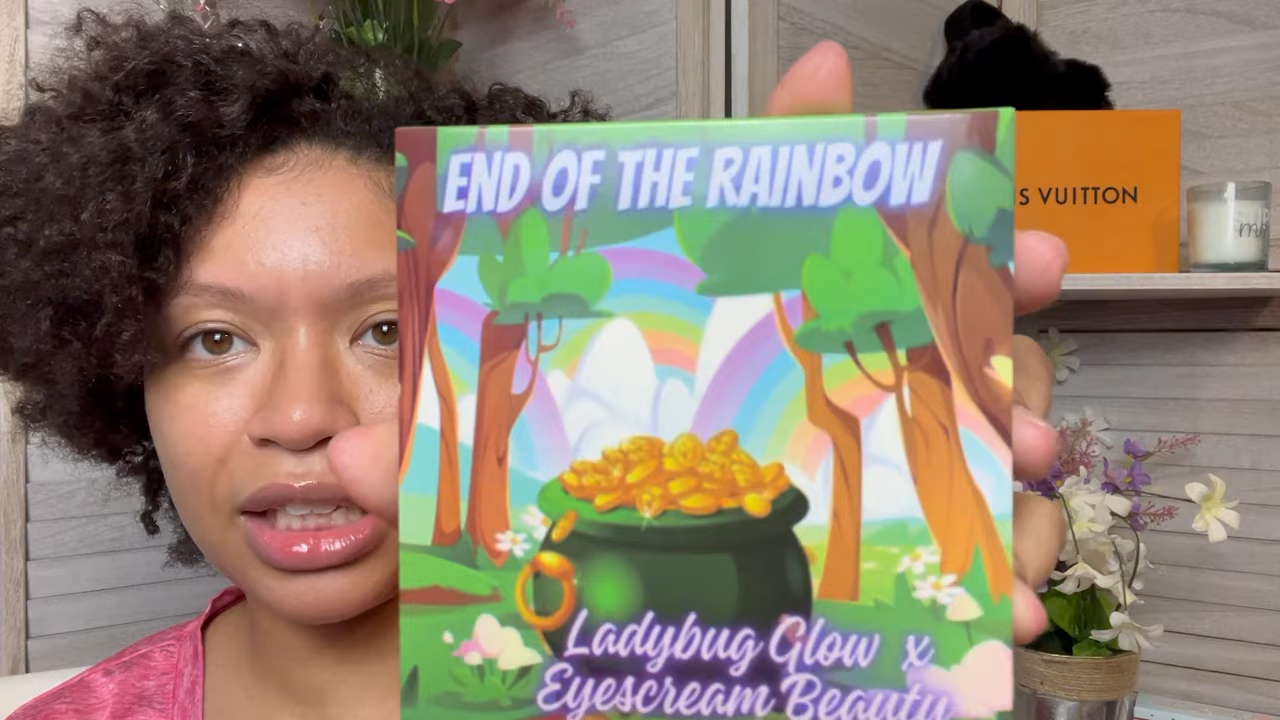 END OF THE RAINBOW
S VUITTON
Ladybug Glow x
Eyescream Beauty